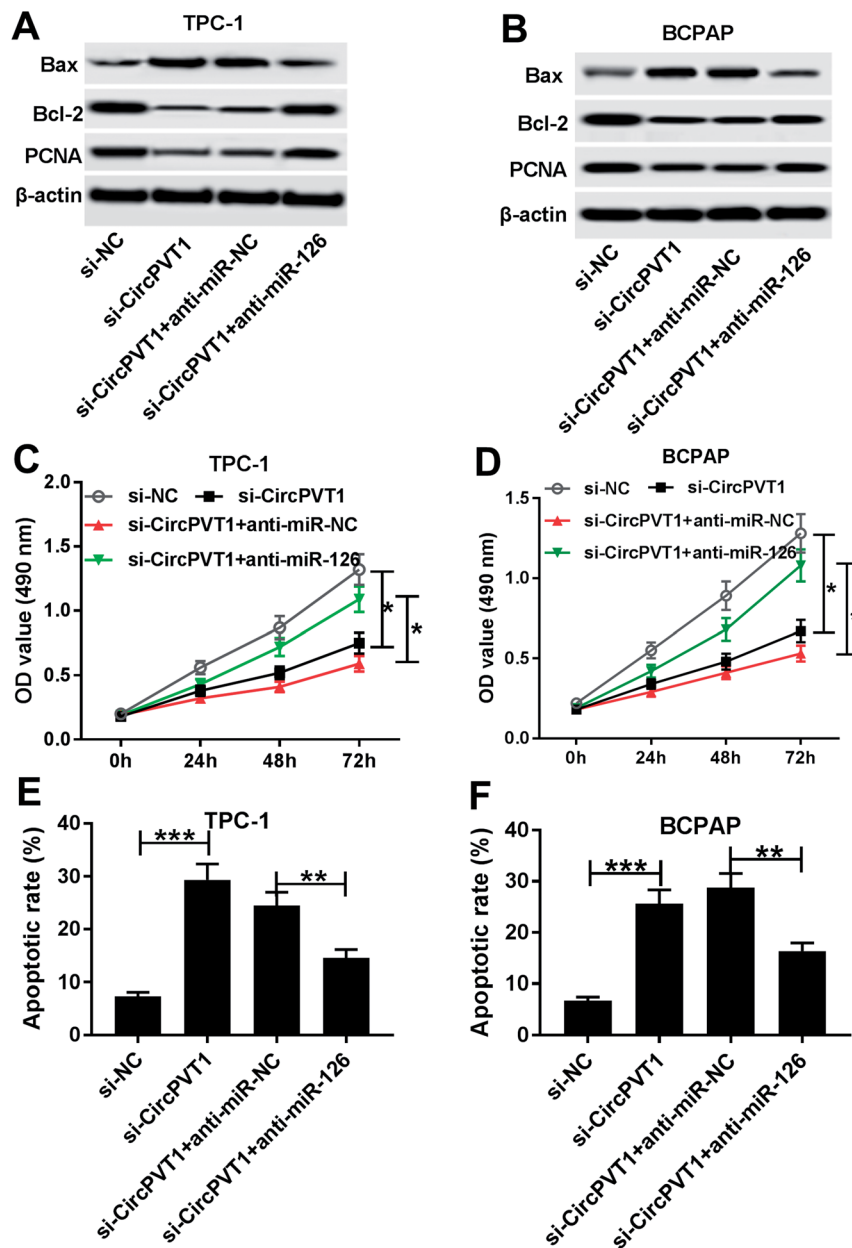 A
TPC-1
Bax
Bcl-2
PCNA
β-actin
si-NC
si-CircPVT1
si-CircPVT1+anti-miR-NC
si-CircPVT1+anti-miR-126
B
BCPAP
Bax
Bcl-2
PCNA
β-actin
si-NC
si-CircPVT1
si-CircPVT1+anti-miR-NC
si-CircPVT1+anti-miR-126
C
TPC-1
si-NC si-CircPVT1
si-CircPVT1+anti-miR-NC
si-CircPVT1+anti-miR-126
OD value (490 nm)
2.0
1.5
1.0
0.5
0.0
0h 24h 48h 72h
*
*
D
BCPAP
si-NC si-CircPVT1
si-CircPVT1+anti-miR-NC
si-CircPVT1+anti-miR-126
OD value (490 nm)
1.5
1.0
0.5
0.0
0h 24h 48h 72h
*
E
TPC-1
Apoptotic rate (%)
40
30
20
10
0
***
**
si-NC
si-CircPVT1
si-CircPVT1+anti-miR-NC
si-CircPVT1+anti-miR-126
F
BCPAP
Apoptotic rate (%)
40
30
20
10
0
***
**
si-NC
si-CircPVT1
si-CircPVT1+anti-miR-NC
si-CircPVT1+anti-miR-126